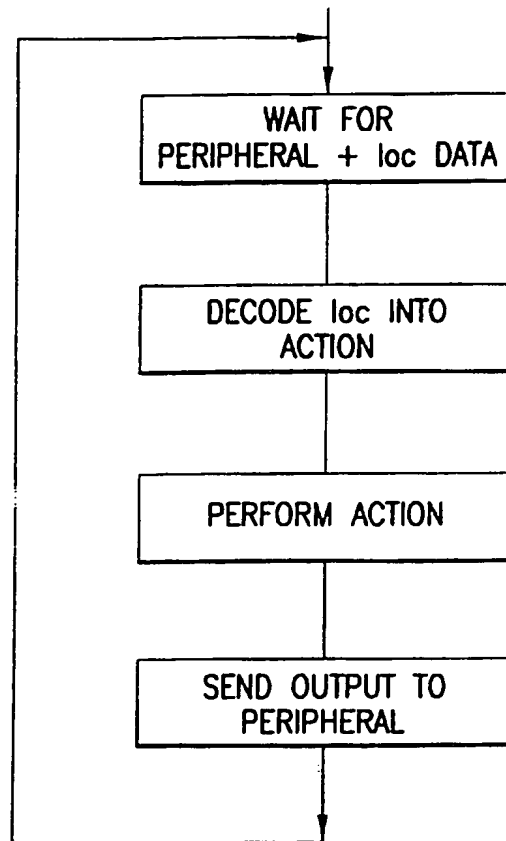 WAIT FOR
PERIPHERAL + loc DATA
DECODE loc INTO
ACTION
PERFORM ACTION
SEND OUTPUT TO
PERIPHERAL